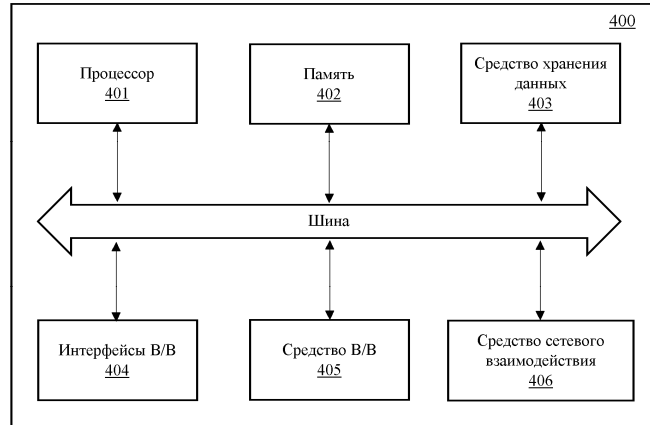 400
Процессор
401
Память
402
Средство хранения
данных
403
Шина
Интерфейсы В/В
404
Средство В/В
405
Средство сетевого
взаимодействия
406